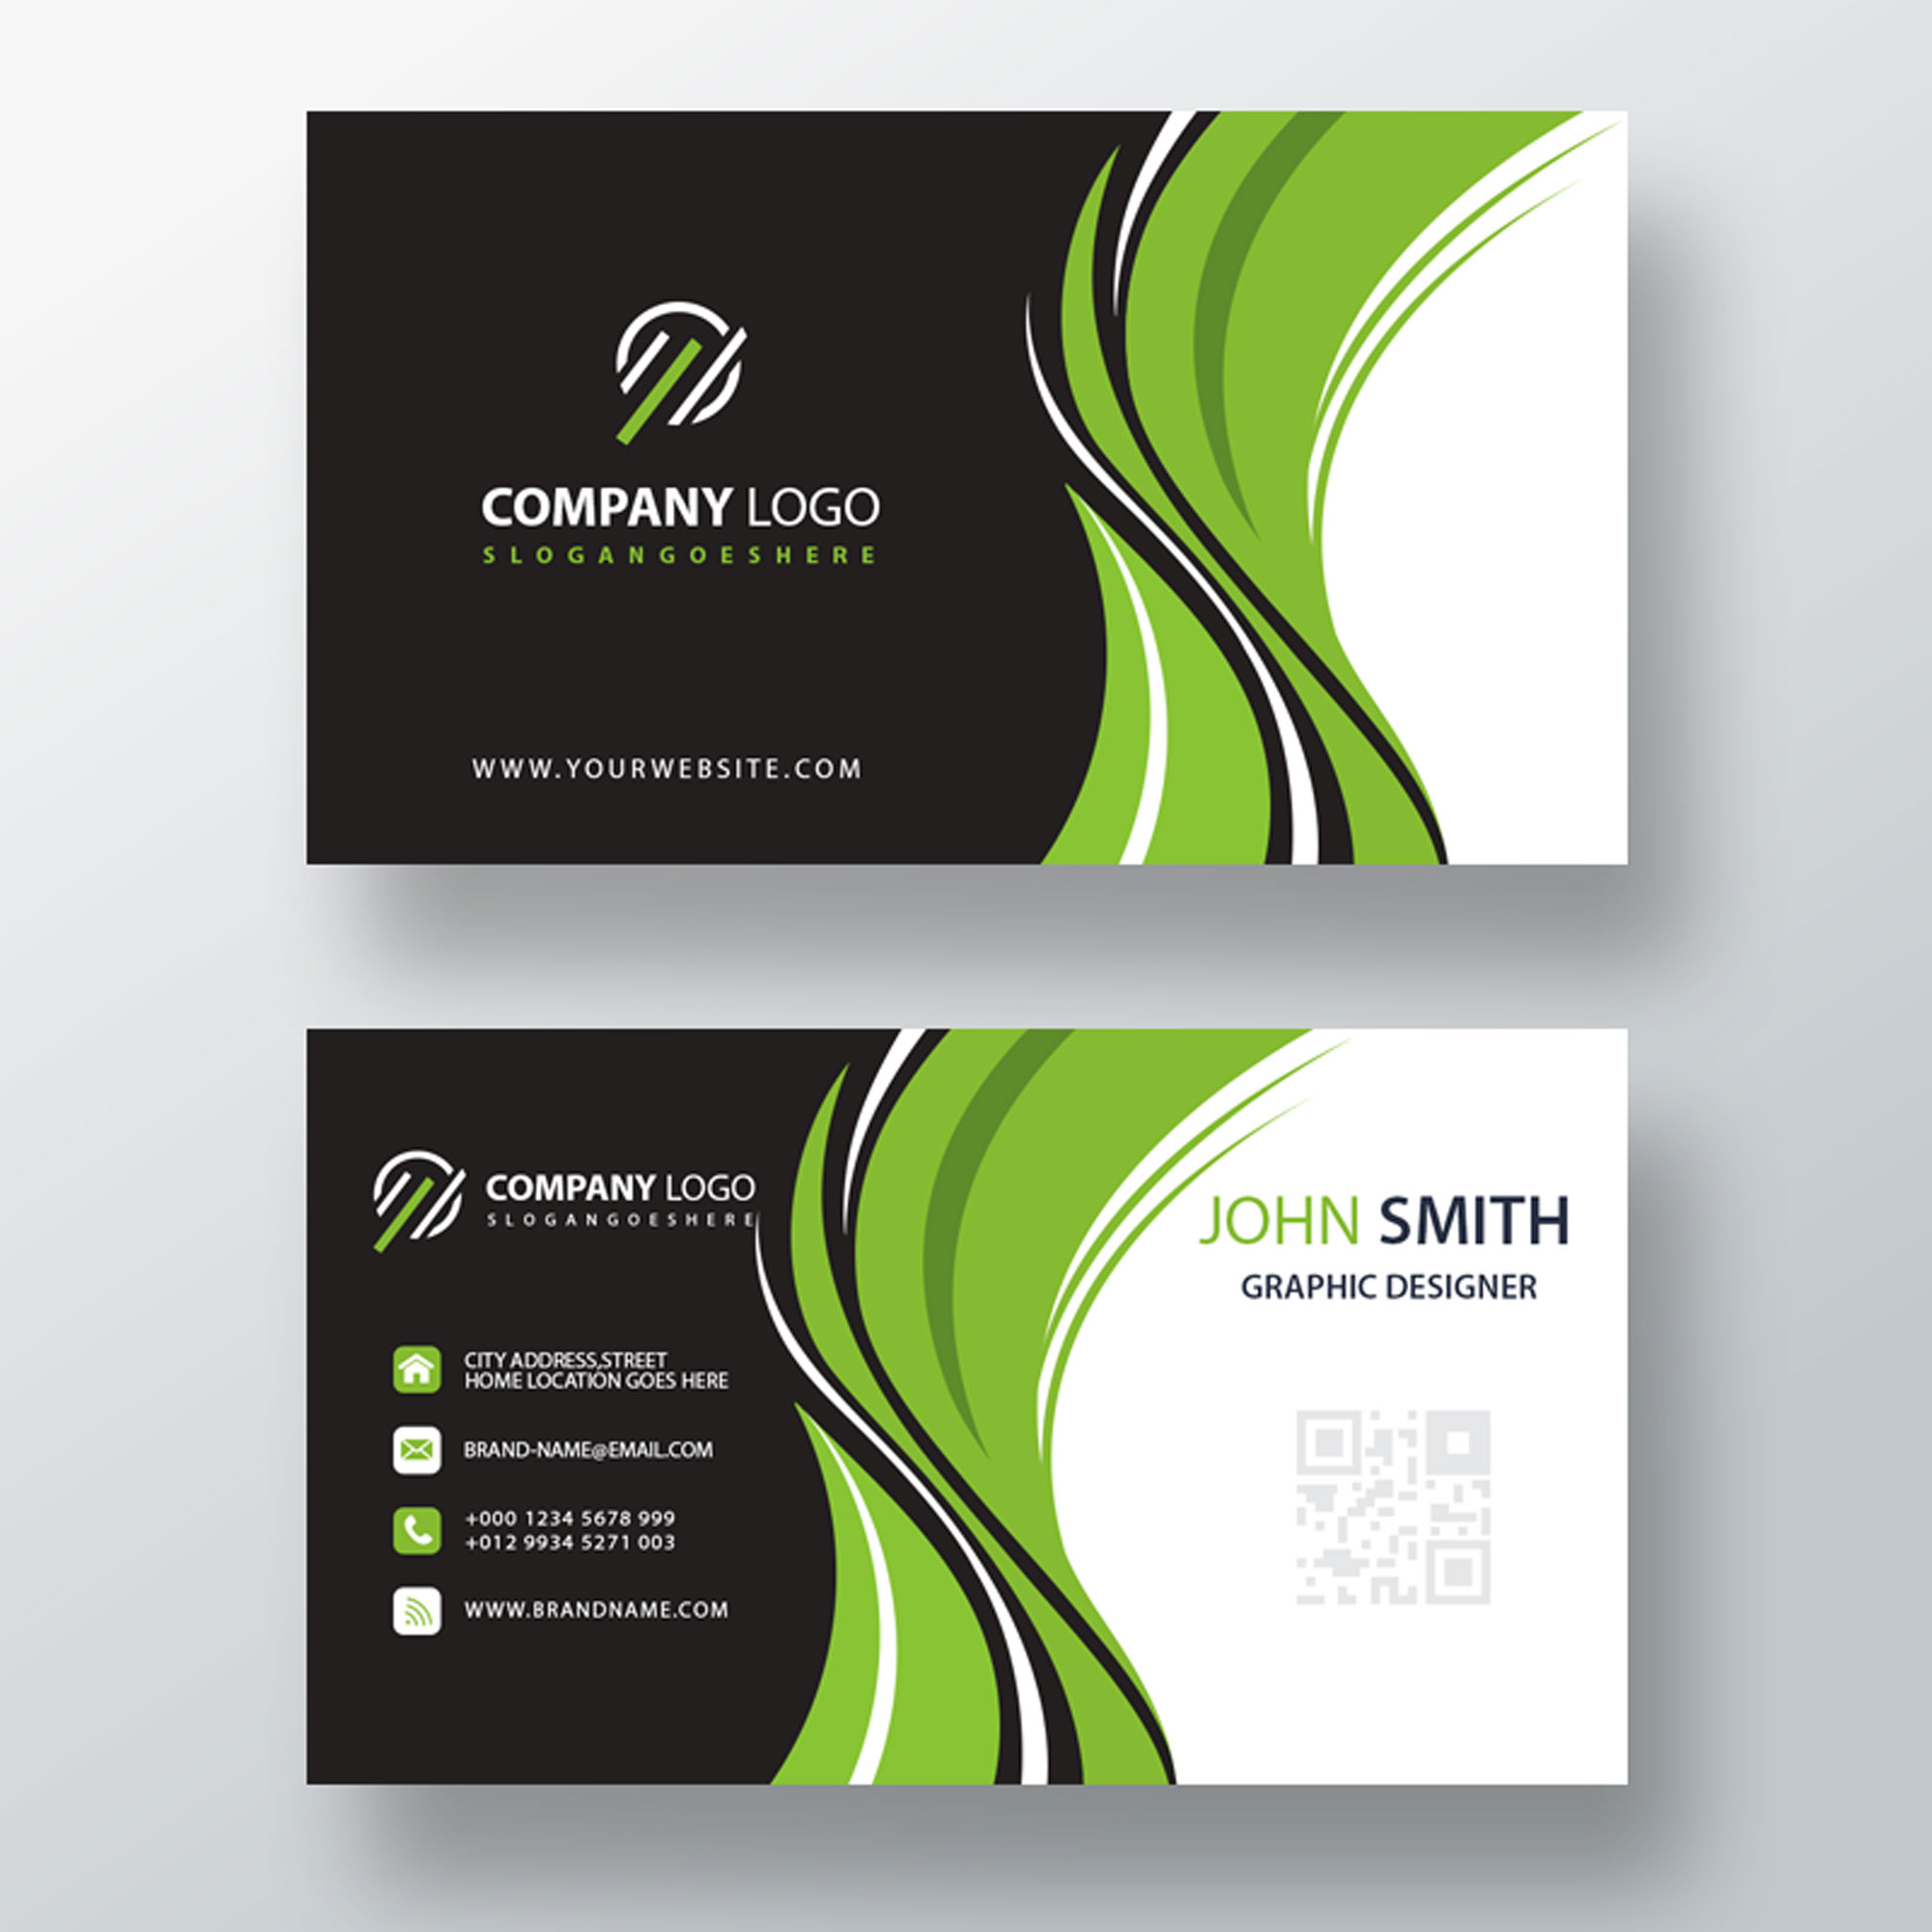 COMPANY LOGO
SLOGANGOESHERE
WWW.YOURWEBSITE.COM
COMPANY LOGO
SLOGANGOESHERE
CITY ADDRESS,STREET
HOME LOCATION GOES HERE
BRAND-NAME@EMAIL.COM
+000 1234 5678 999
+012 9934 5271 003
WWW.BRANDNAME.COM
JOHN SMITH
GRAPHIC DESIGNER